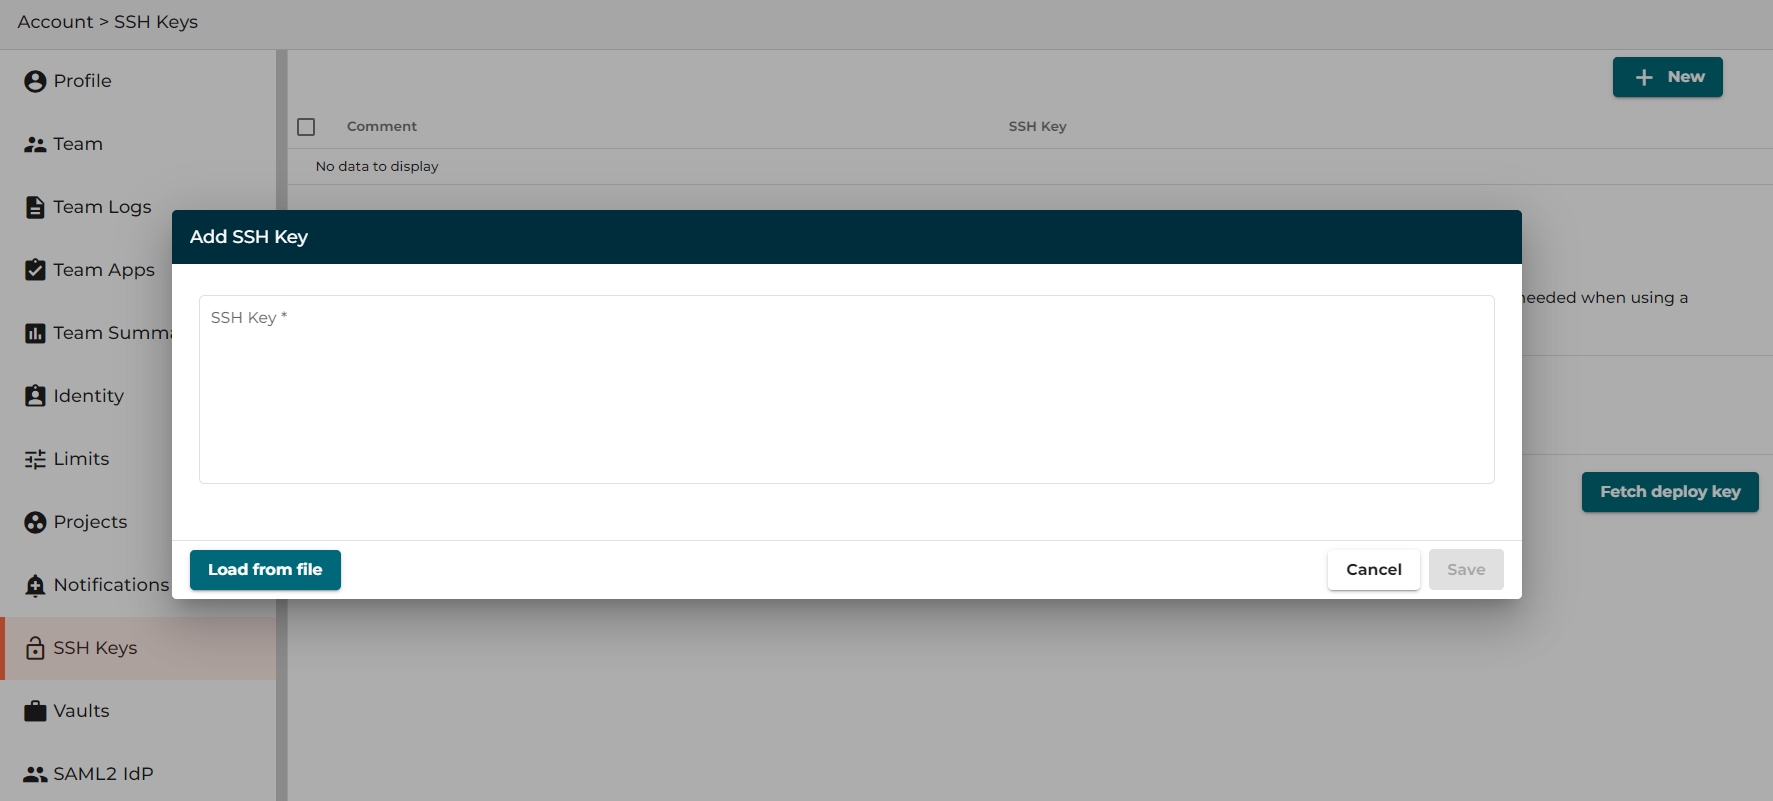 Account > SSH Keys
Profile
Team
Team Logs
Team Apps
Team Summa
Identity
Limits
Projects
Notifications
SSH Keys
Vaults
SAML2 IdP
New
Comment SSH Key
No data to display
needed when using a
Fetch deploy key
Add SSH Key
SSH Key *
Load from file
Cancel
Save